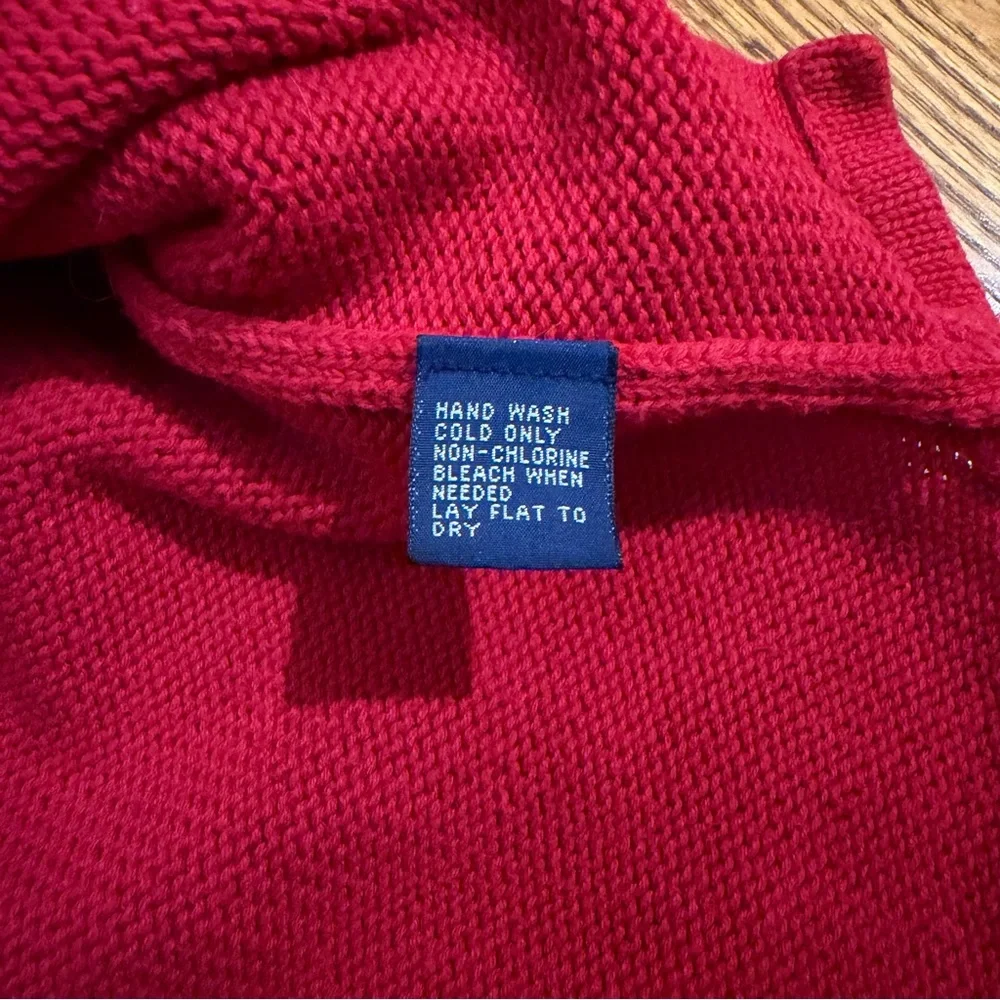 HAND WASH
COLD ONLY
NON-CHLORINE
BLEACH WHEN
NEEDED
LAY FLAT TO
DRY